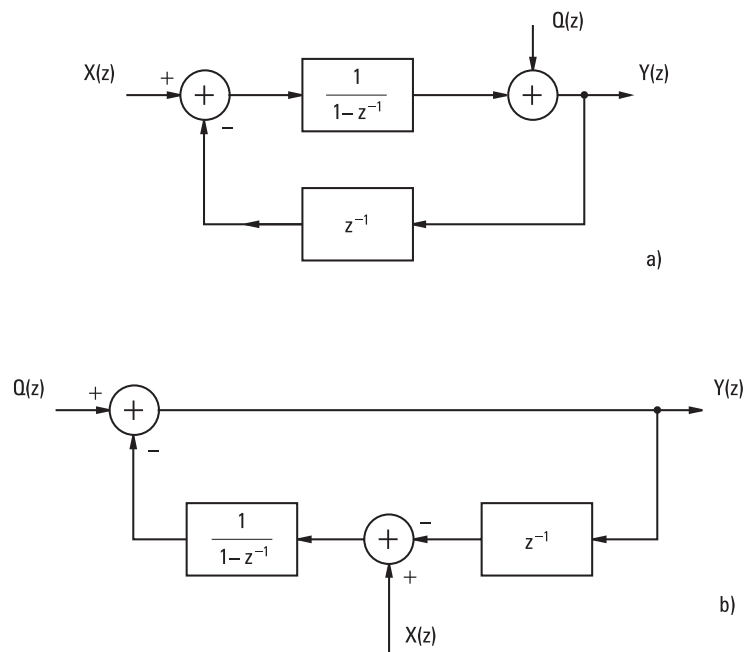 Q(z)
X(z) + 1 Y(z)
+ 1– z⁻¹ +
–
z⁻¹
a)
Q(z) + Y(z)
+
–
1 – z⁻¹
1– z⁻¹ +
+
b)
X(z)